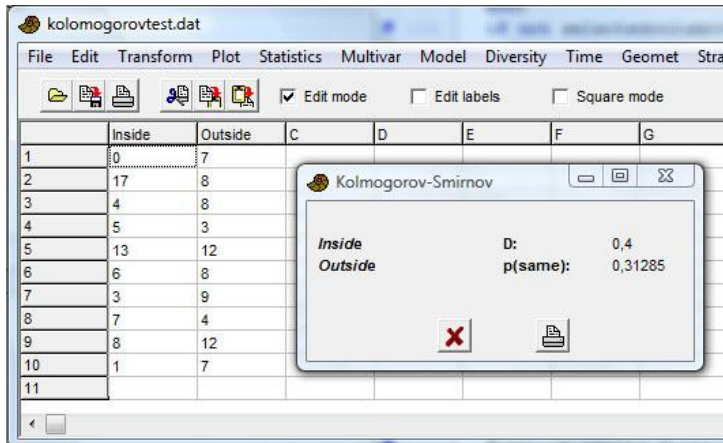 kolomogorovtest.dat
File Edit Transform Plot Statistics Multivar Model Diversity Time Geomet Stra
Edit mode Edit labels Square mode
Inside Outside C D E F G
1 0 7
2 17 8
3 4 8
4 5 3
5 13 12
6 6 8
7 3 9
8 7 4
9 8 12
10 1 7
11
Kolmogorov-Smirnov
Inside D: 0,4
Outside p(same): 0,31285